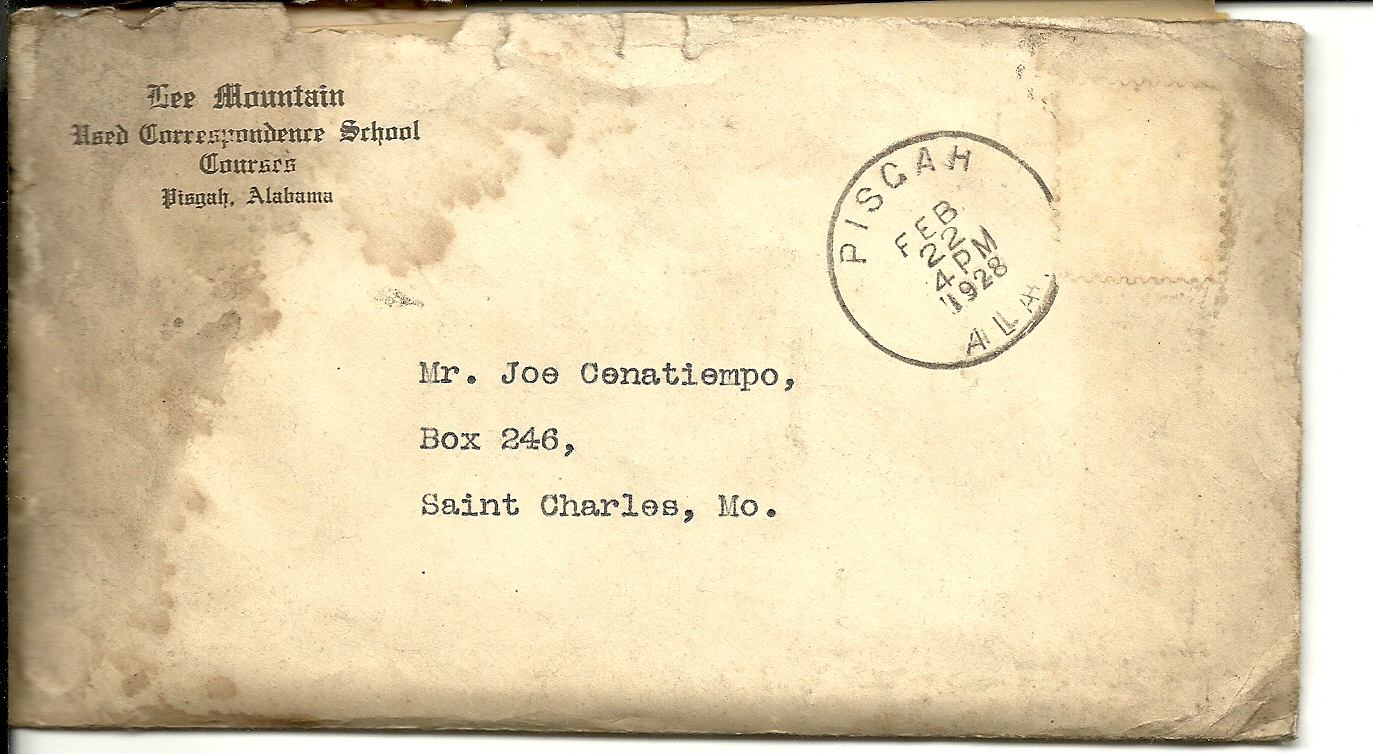 Lee Mountain
Used Correspondence School
Courses
Pisgah, Alabama
PISGAH
FEB
22
4 PM
1928
ALA
Mr. Joe Cenatiempo,
Box 246,
Saint Charles, Mo.